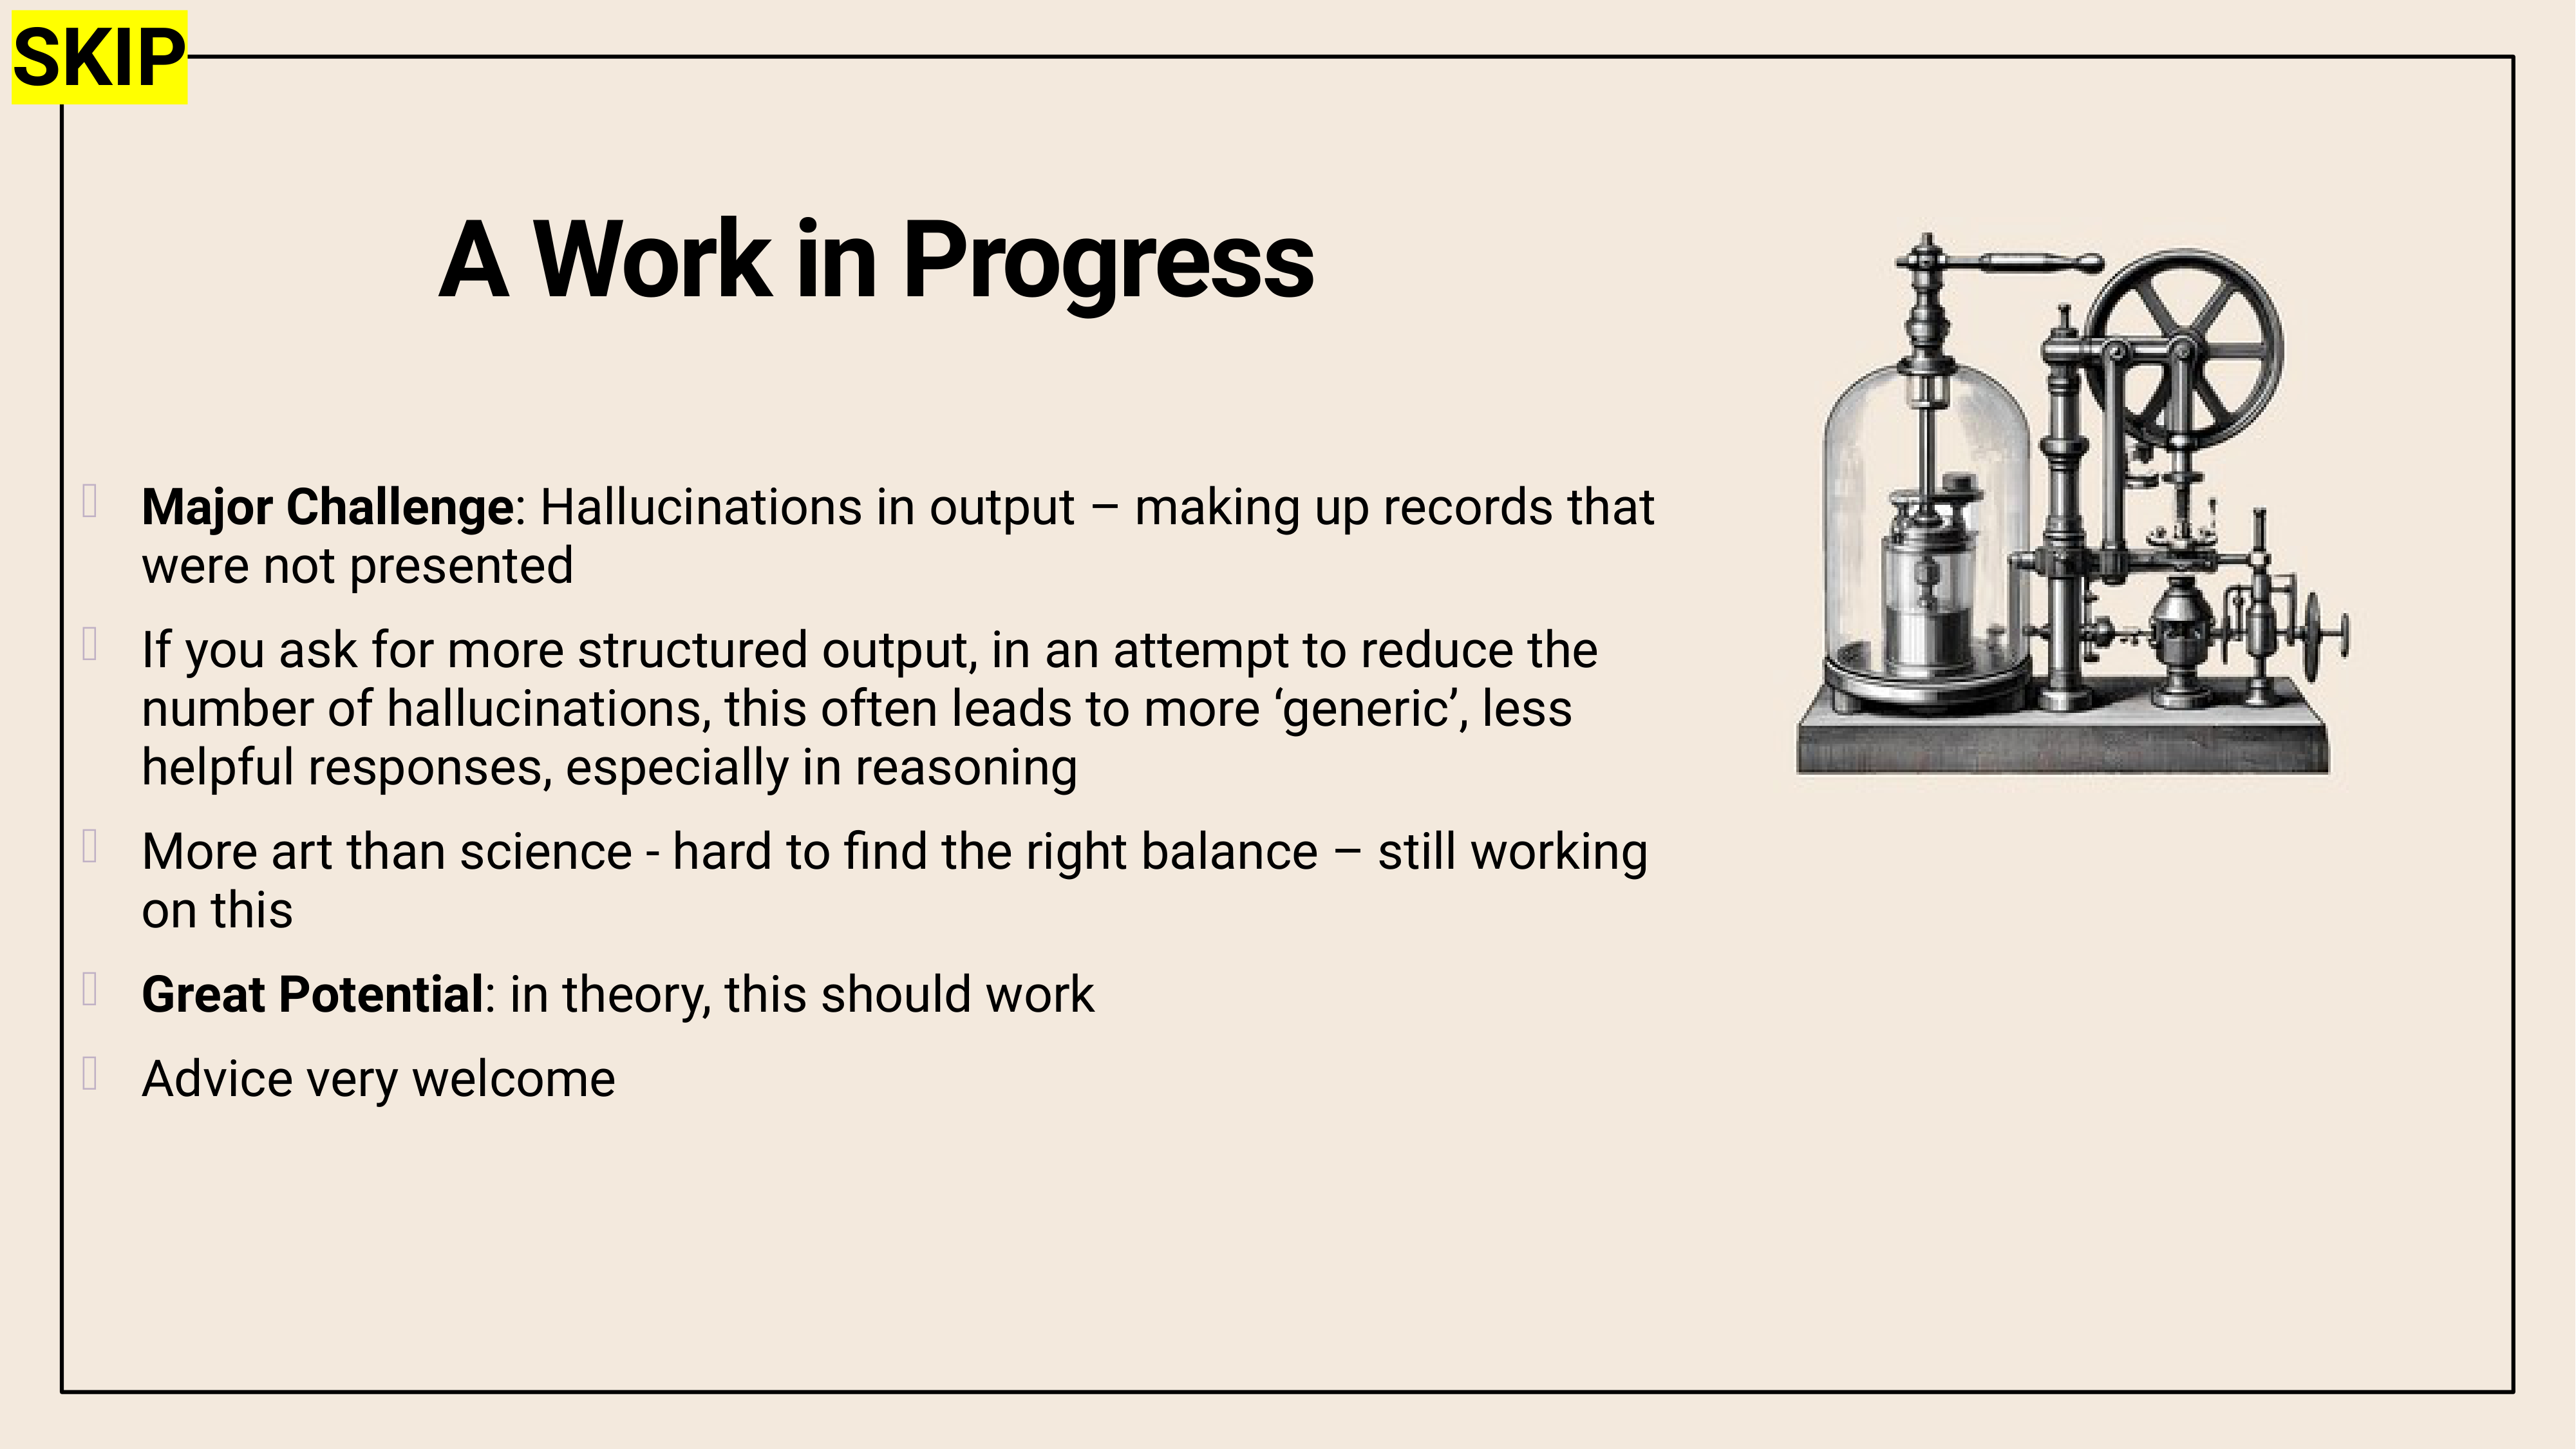 SKIP
A Work in Progress
Major Challenge: Hallucinations in output – making up records that
were not presented
If you ask for more structured output, in an attempt to reduce the
number of hallucinations, this often leads to more ‘generic’, less
helpful responses, especially in reasoning
More art than science - hard to find the right balance – still working
on this
Great Potential: in theory, this should work
Advice very welcome